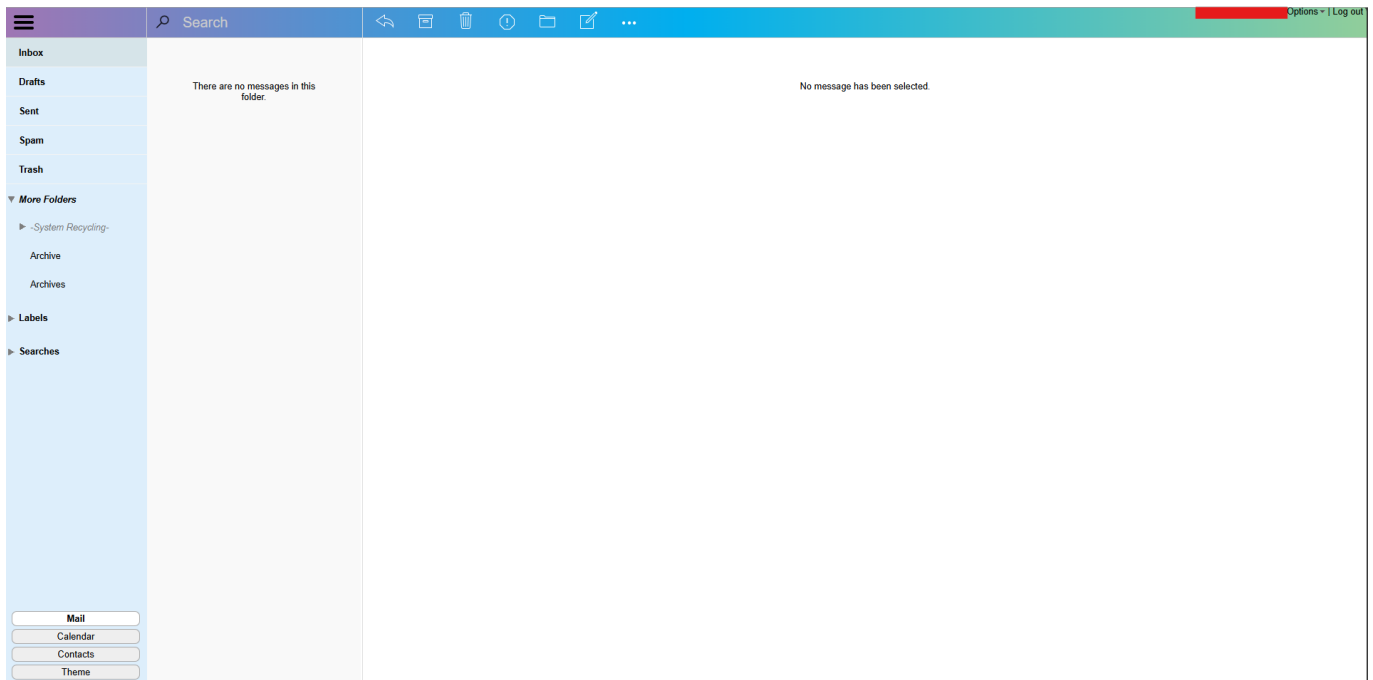 Search
Options | Log out
Inbox
Drafts
Sent
Spam
Trash
More Folders
-System Recycling-
Archive
Archives
Labels
Searches
There are no messages in this
folder.
No message has been selected.
Mail
Calendar
Contacts
Theme